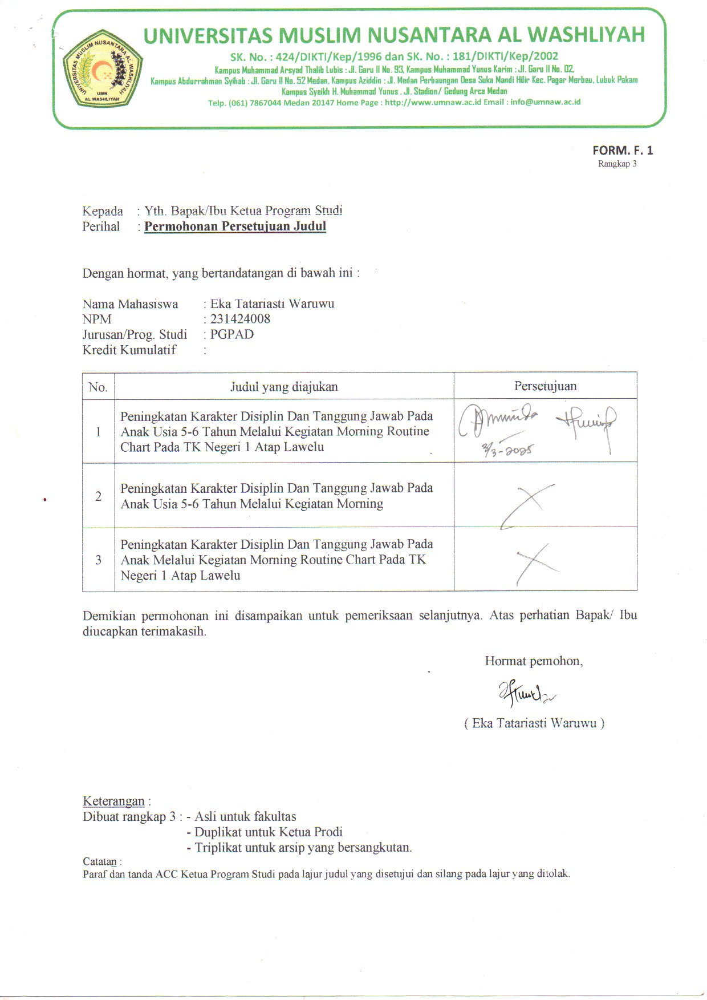 UNIVERSITAS MUSLIM NUSANTARA AL WASHLIYAH
SK. No. : 424/DIKTI/Kep/1996 dan SK. No. : 181/DIKTI/Kep/2002
Kampus Muhammad Arsyad Thalib Lubis : Jl. Garu II No. 93, Kampus Muhammad Yunus Karim : Jl. Garu II No. 02,
Kampus Abdurrahman Syihab : Jl. Garu II No. 52 Medan, Kampus Aziddin : Jl. Medan Perbaungan Desa Suka Mandi Hilir Kec. Pagar Merbau, Lubuk Pakam
Kampus Syeikh H. Muhammad Yunus , Jl. Stadion/ Gedung Arca Medan
Telp. (061) 7867044 Medan 20147 Home Page : http://www.umnaw.ac.id Email : info@umnaw.ac.id
UNIVERSITAS MUSLIM NUSANTARA AL WASHLIYAH
UMN
AL WASHLIYAH
FORM. F. 1
Rangkap 3
Kepada : Yth. Bapak/Ibu Ketua Program Studi
Perihal : Permohonan Persetujuan Judul
Dengan hormat, yang bertandatangan di bawah ini :
Nama Mahasiswa : Eka Tatariasti Waruwu
NPM : 231424008
Jurusan/Prog. Studi : PGPAD
Kredit Kumulatif :
No. Judul yang diajukan Persetujuan
1 Peningkatan Karakter Disiplin Dan Tanggung Jawab Pada
Anak Usia 5-6 Tahun Melalui Kegiatan Morning Routine
Chart Pada TK Negeri 1 Atap Lawelu
2 Peningkatan Karakter Disiplin Dan Tanggung Jawab Pada
Anak Usia 5-6 Tahun Melalui Kegiatan Morning
3 Peningkatan Karakter Disiplin Dan Tanggung Jawab Pada
Anak Melalui Kegiatan Morning Routine Chart Pada TK
Negeri 1 Atap Lawelu
Demikian permohonan ini disampaikan untuk pemeriksaan selanjutnya. Atas perhatian Bapak/ Ibu
diucapkan terimakasih.
Hormat pemohon,
( Eka Tatariasti Waruwu )
Keterangan :
Dibuat rangkap 3 : - Asli untuk fakultas
- Duplikat untuk Ketua Prodi
- Triplikat untuk arsip yang bersangkutan.
Catatan :
Paraf dan tanda ACC Ketua Program Studi pada lajur judul yang disetujui dan silang pada lajur yang ditolak.